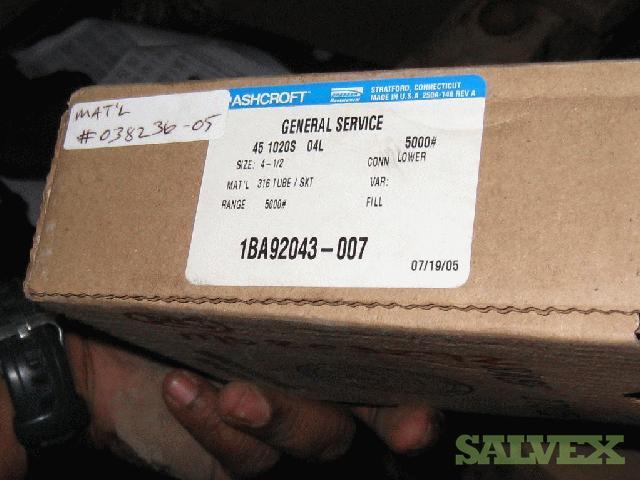 MAT'L
#038236-05
ASHCROFT
STRATFORD, CONNECTICUT
MADE IN U.S.A. 250A-148 REV A
GENERAL SERVICE
45 1020S 04L 5000#
SIZE: 4-1/2 CONN LOWER
MAT'L 316 TUBE / SKT VAR:
RANGE 5000# FILL
1BA92043-007
07/19/05
SALVEX